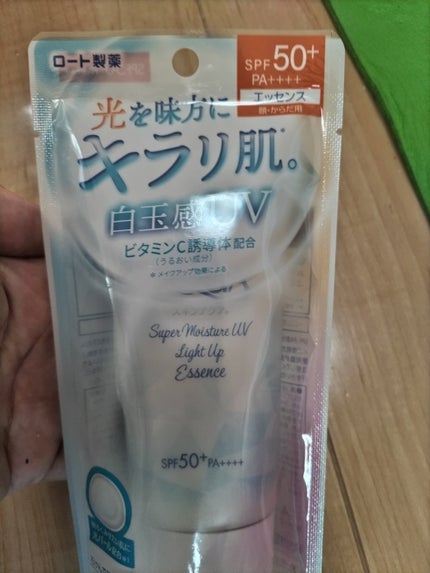 ロート製薬
SPF 50+
PA++++
エッセンス
顔・からだ用
光を味方に
キラリ肌*。
白玉感UV
ビタミンC誘導体配合
(うるおい成分)
※メイクアップ効果による
スキンアクア
Super Moisture UV
Light Up
Essence
SPF50+ PA++++